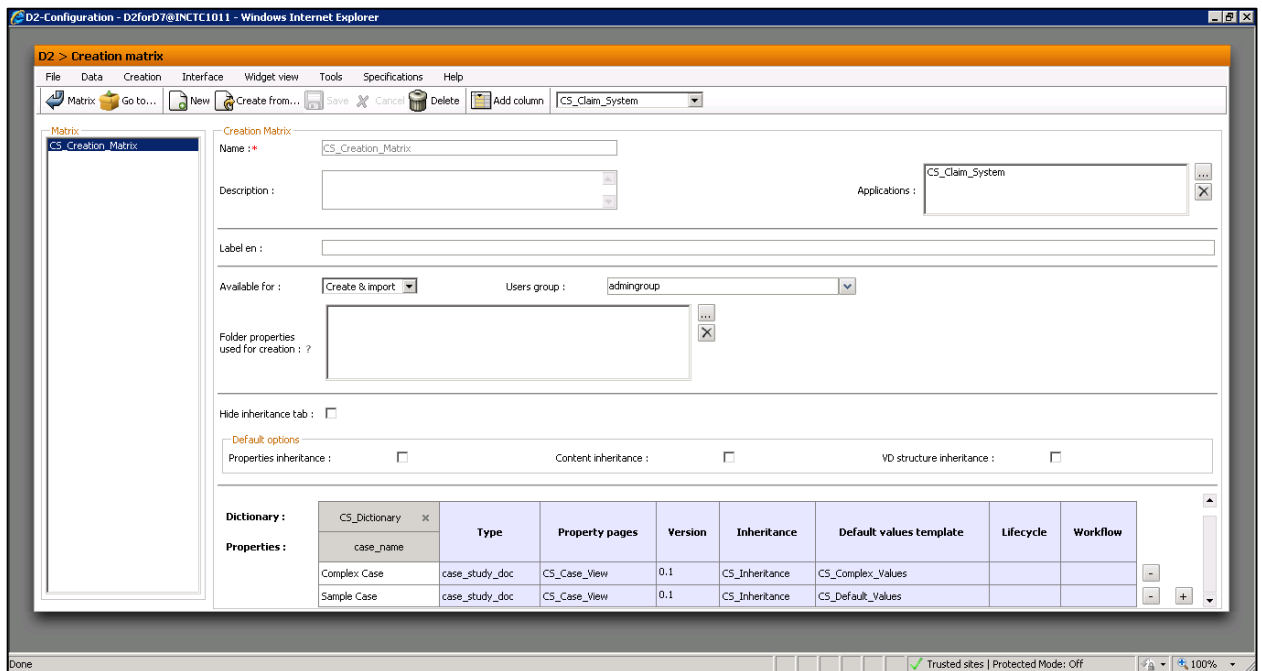 D2-Configuration - D2forD7@INCTC1011 - Windows Internet Explorer
D2 > Creation matrix
File Data Creation Interface Widget view Tools Specifications Help
Matrix Go to... New Create from... Save Cancel Delete Add column CS_Claim_System
Matrix
CS_Creation_Matrix
Creation Matrix
Name :* CS_Creation_Matrix
Description :
Applications : CS_Claim_System
...
Label en :
Available for : Create & import Users group : admingroup
Folder properties
used for creation : ?
...
Hide inheritance tab :
Default options
Properties inheritance : Content inheritance : VD structure inheritance :
Dictionary : CS_Dictionary x Type Property pages Version Inheritance Default values template Lifecycle Workflow
Properties : case_name
Complex Case case_study_doc CS_Case_View 0.1 CS_Inheritance CS_Complex_Values -
Sample Case case_study_doc CS_Case_View 0.1 CS_Inheritance CS_Default_Values - +
Done Trusted sites | Protected Mode: Off 100%